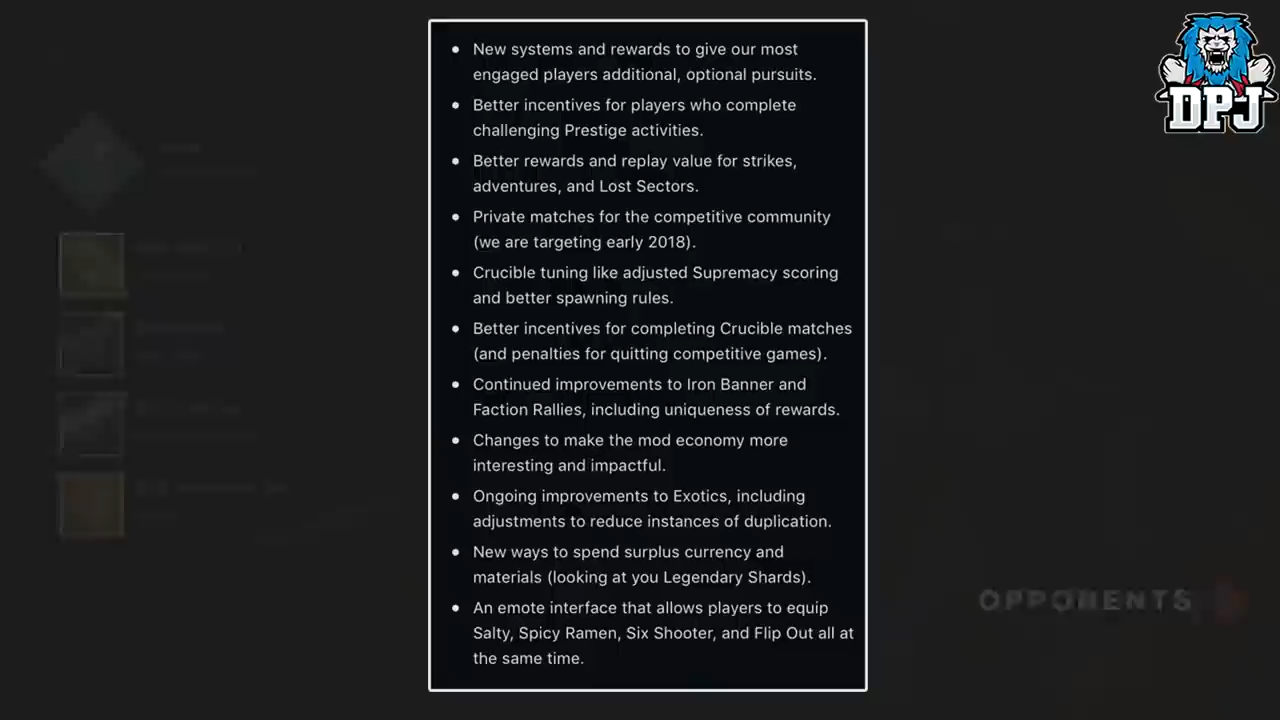 • New systems and rewards to give our most
engaged players additional, optional pursuits.
• Better incentives for players who complete
challenging Prestige activities.
• Better rewards and replay value for strikes,
adventures, and Lost Sectors.
• Private matches for the competitive community
(we are targeting early 2018).
• Crucible tuning like adjusted Supremacy scoring
and better spawning rules.
• Better incentives for completing Crucible matches
(and penalties for quitting competitive games).
• Continued improvements to Iron Banner and
Faction Rallies, including uniqueness of rewards.
• Changes to make the mod economy more
interesting and impactful.
• Ongoing improvements to Exotics, including
adjustments to reduce instances of duplication.
• New ways to spend surplus currency and
materials (looking at you Legendary Shards).
• An emote interface that allows players to equip
Salty, Spicy Ramen, Six Shooter, and Flip Out all at
the same time.
DPJ
OPPONENTS